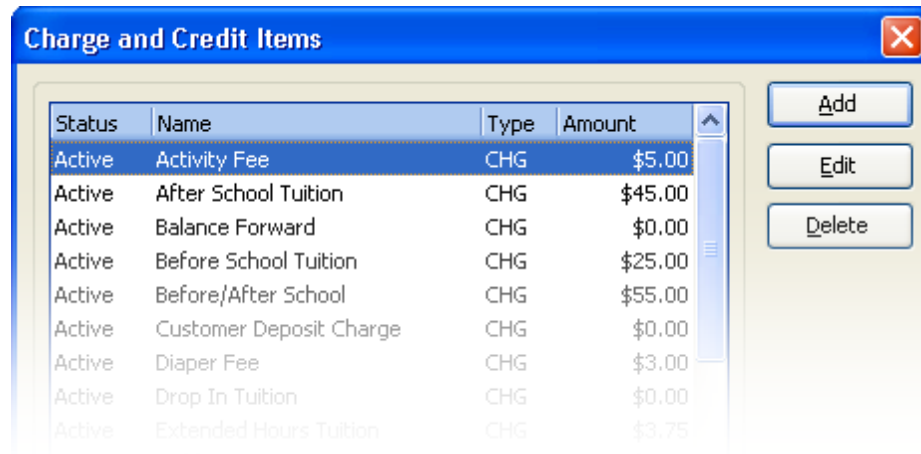 Charge and Credit Items
Status Name Type Amount
Active Activity Fee CHG $5.00
Active After School Tuition CHG $45.00
Active Balance Forward CHG $0.00
Active Before School Tuition CHG $25.00
Active Before/After School CHG $55.00
Active Customer Deposit Charge CHG $0.00
Active Diaper Fee CHG $3.00
Active Drop In Tuition CHG $0.00
Active Extended Hours Tuition CHG $3.75
Add
Edit
Delete